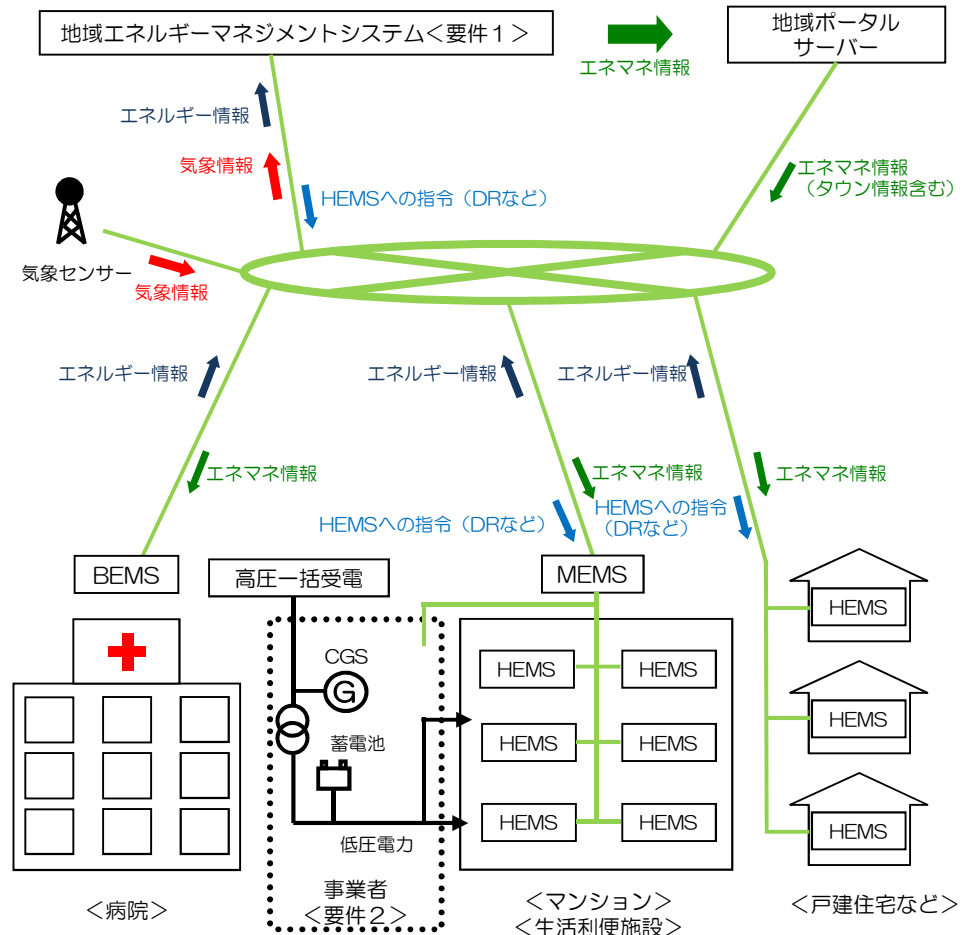 地域エネルギーマネジメントシステム＜要件１＞
エネマネ情報
地域ポータル
サーバー
エネルギー情報
気象情報
HEMSへの指令（DRなど）
エネマネ情報
（タウン情報含む）
気象センサー
気象情報
エネルギー情報
エネルギー情報
エネルギー情報
エネマネ情報
エネマネ情報
エネマネ情報
HEMSへの指令（DRなど）
HEMSへの指令
（DRなど）
BEMS
高圧一括受電
MEMS
HEMS
CGS
G
HEMS
HEMS
HEMS
蓄電池
HEMS
HEMS
HEMS
HEMS
HEMS
低圧電力
事業者
＜要件２＞
＜病院＞
＜マンション＞
＜生活利便施設＞
＜戸建住宅など＞